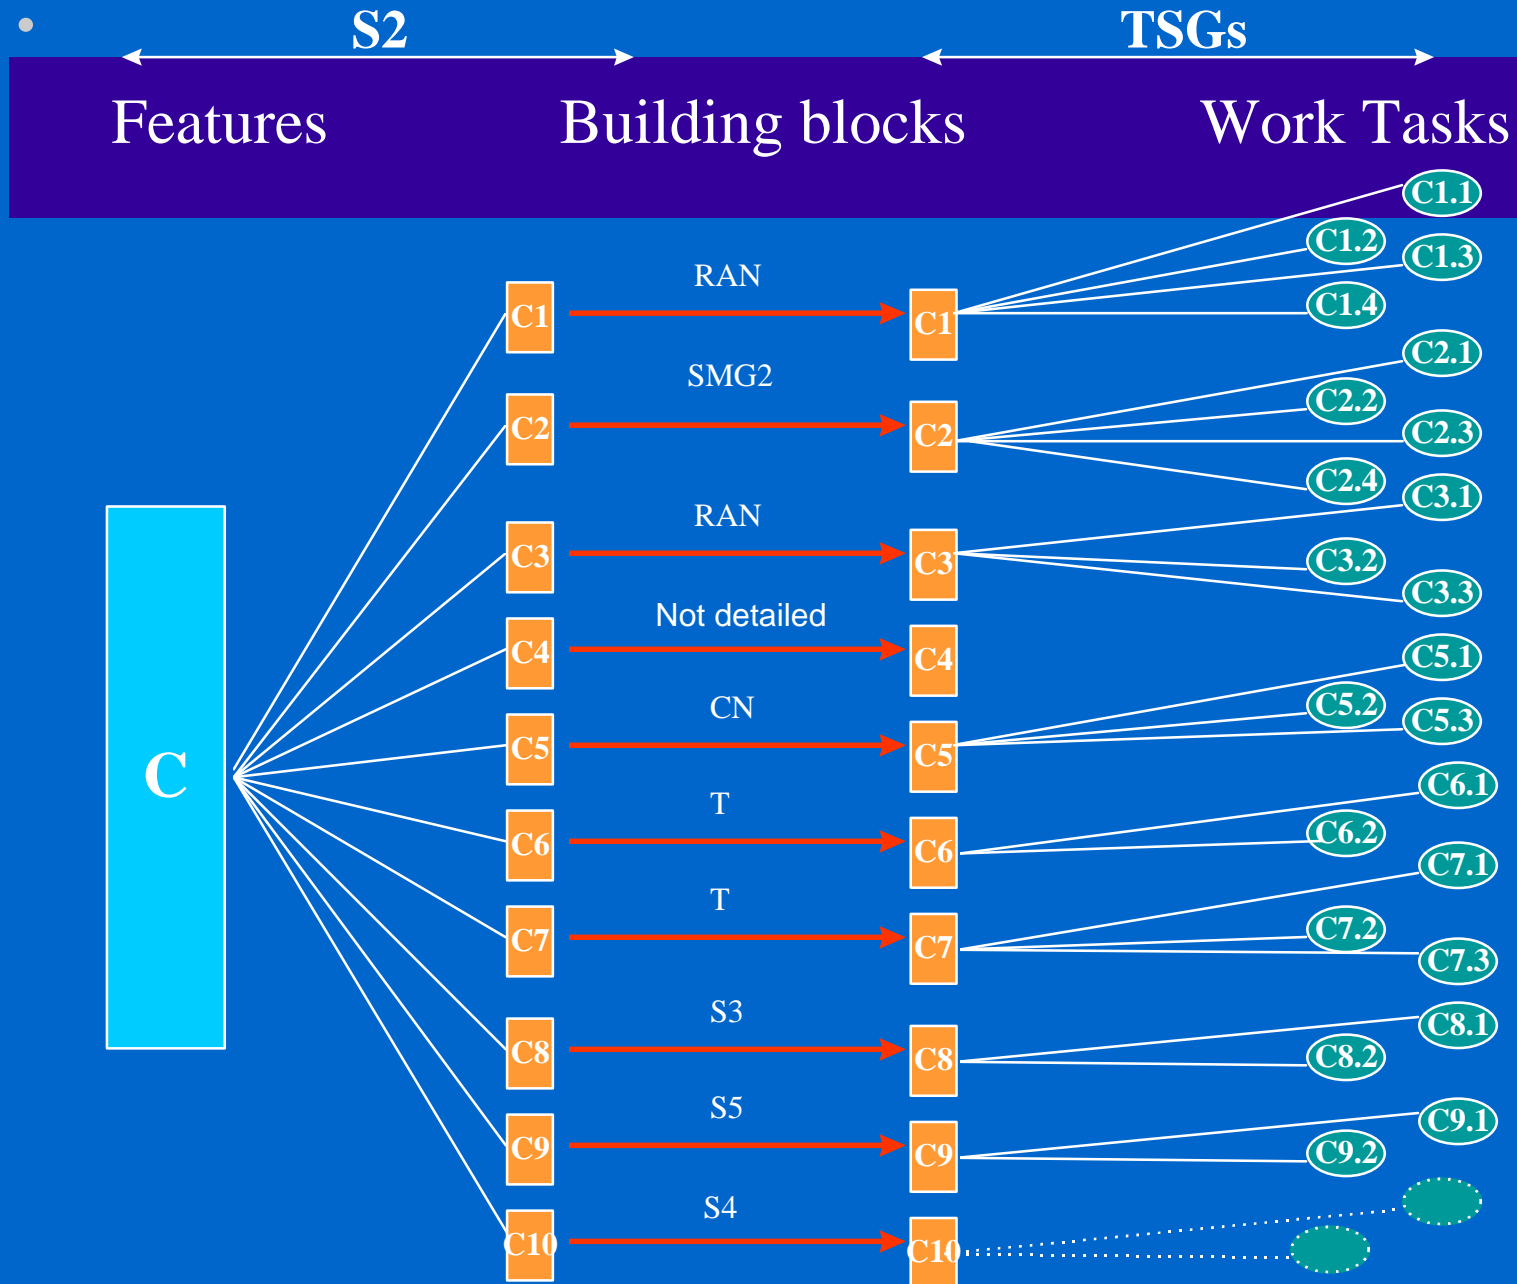 S2 TSGs
Features Building blocks Work Tasks
C1.1
C1.2
C1.3
RAN
C1.4
C1 C1
C2.1
SMG2
C2.2
C2 C2 C2.3
C2.4
C3.1
RAN
C3 C3 C3.2
C3.3
Not detailed
C4 C4 C5.1
CN
C5.2
C5.3
C5 C5
C
C6.1
T
C6.2
C6 C6
C7.1
T
C7.2
C7 C7
C7.3
S3
C8.1
C8 C8 C8.2
S5
C9.1
C9 C9 C9.2
S4
C10 C10